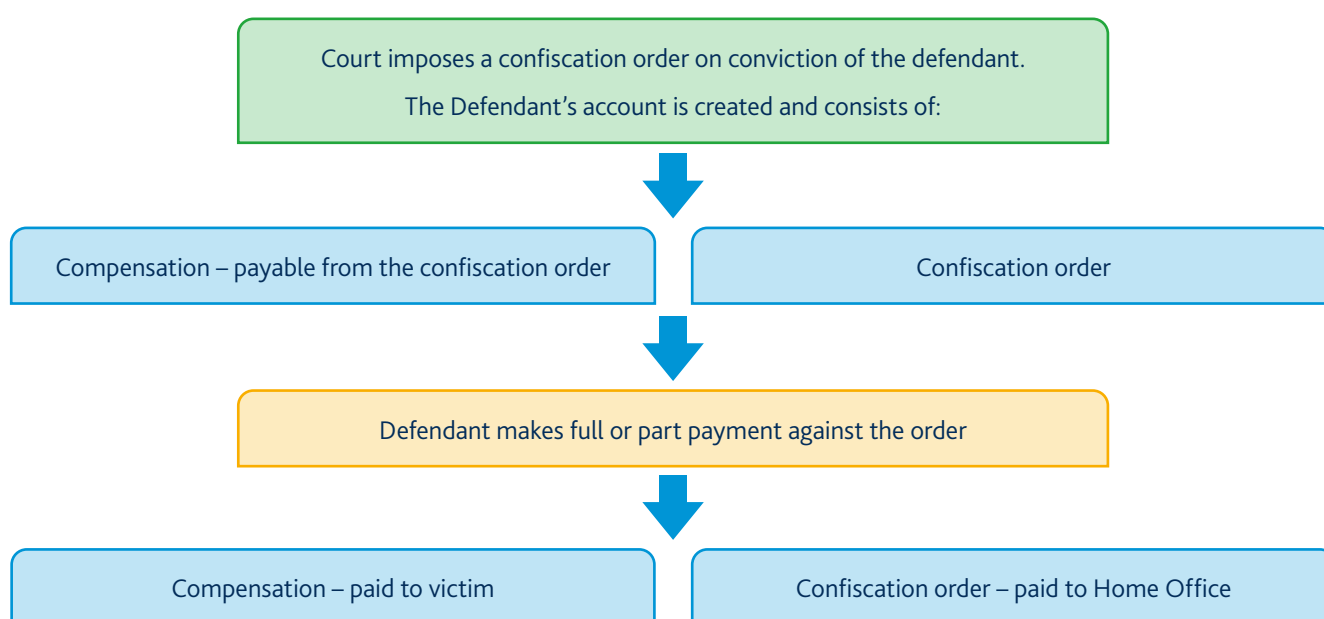 Court imposes a confiscation order on conviction of the defendant.
The Defendant’s account is created and consists of:
Compensation – payable from the confiscation order
Confiscation order
Defendant makes full or part payment against the order
Compensation – paid to victim
Confiscation order – paid to Home Office